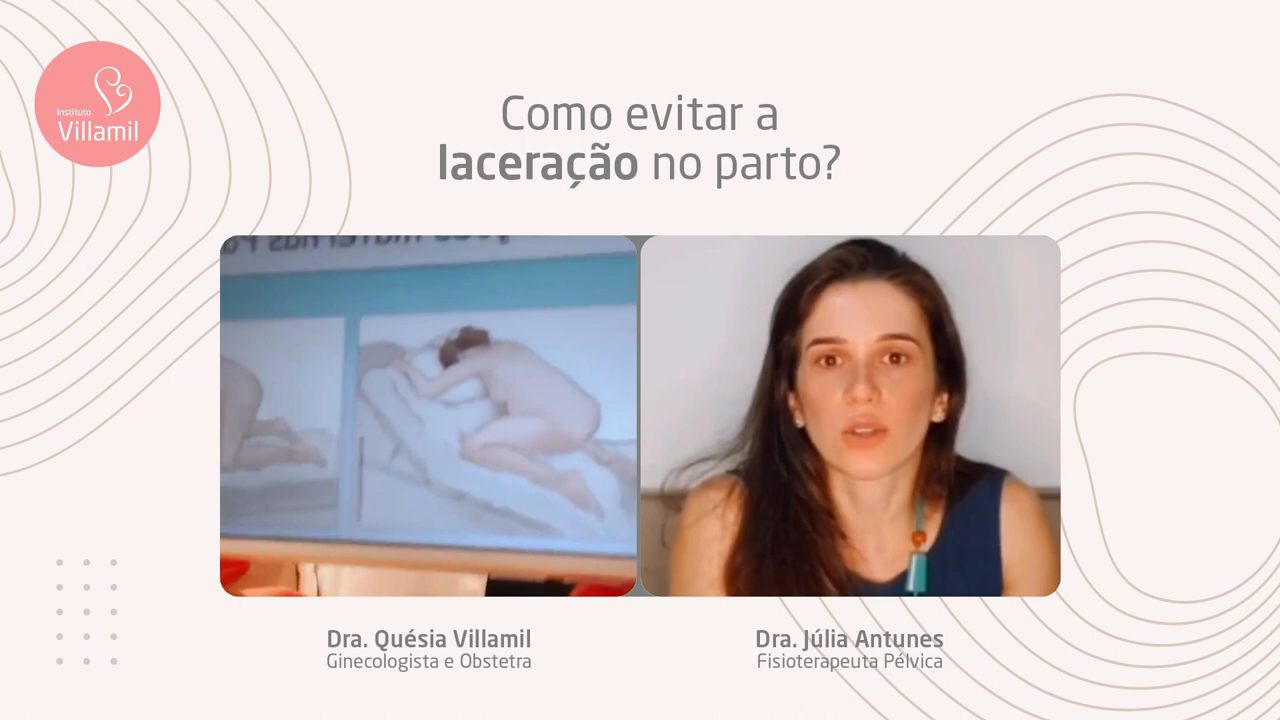 Instituto
Villamil
Como evitar a
laceração no parto?
Dra. Quésia Villamil
Ginecologista e Obstetra
Dra. Júlia Antunes
Fisioterapeuta Pélvica